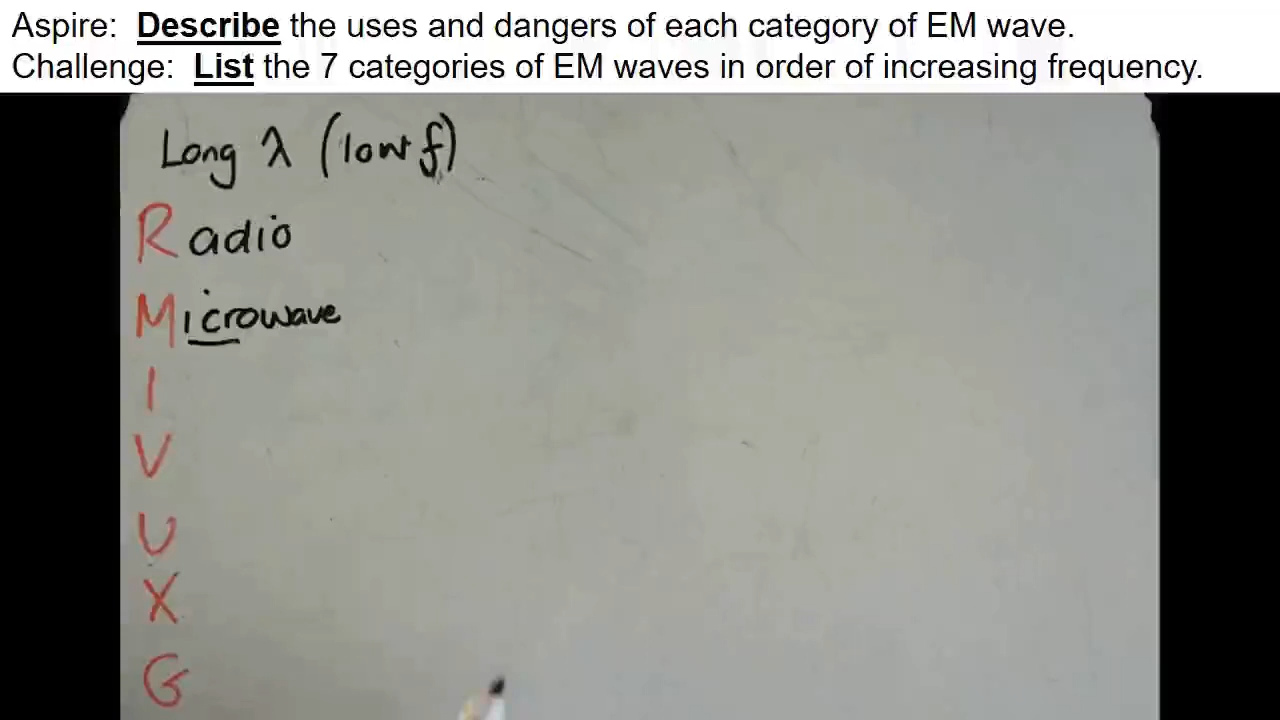 Aspire: Describe the uses and dangers of each category of EM wave.
Challenge: List the 7 categories of EM waves in order of increasing frequency.
Long λ (low f)
Radio
Microwave
I
V
U
X
G